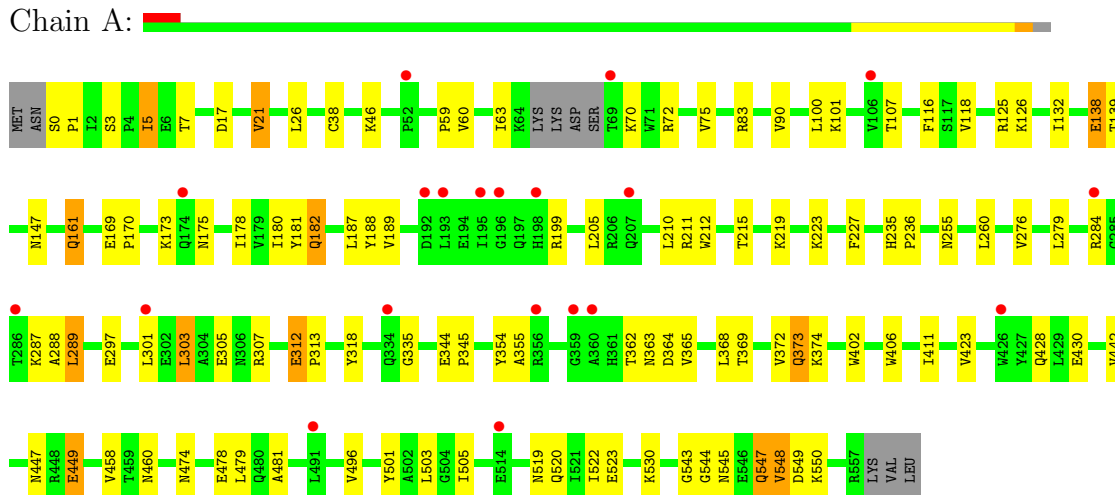 Chain A:
MET ASN S0 P1 I2 S3 P4 I5 E6 T7 D17 V21 L26 C38 K46 P52 P59 V60 I63 K64 LYS LYS ASP SER T69 K70 W71 R72 V75 R83 V90 L100 K101 V106 T107 F116 S117 V118 R125 K126 I132 E138 T139
N147 Q161 E169 P170 K173 Q174 N175 I178 V179 I180 Y181 Q182 L187 Y188 V189 D192 L193 E194 I195 G196 Q197 H198 R199 L205 R206 Q207 L210 R211 W212 T215 K219 K223 F227 H235 P236 N255 L260 V276 L279 R284 G285
T286 K287 A288 L289 E297 L301 E302 L303 A304 E305 N306 R307 E312 P313 Y318 Q334 G335 E344 P345 Y354 A355 R356 G359 A360 H361 T362 N363 D364 V365 L368 T369 V372 Q373 K374 W402 W406 I411 V423 W426 Y427 Q428 L429 E430 V442
N447 R448 E449 V458 T459 N460 N474 E478 L479 Q480 A481 L491 V496 Y501 A502 L503 G504 I505 E514 N519 Q520 I521 I522 E523 K530 G543 G544 N545 E546 Q547 V548 D549 K550 R557 LYS VAL LEU